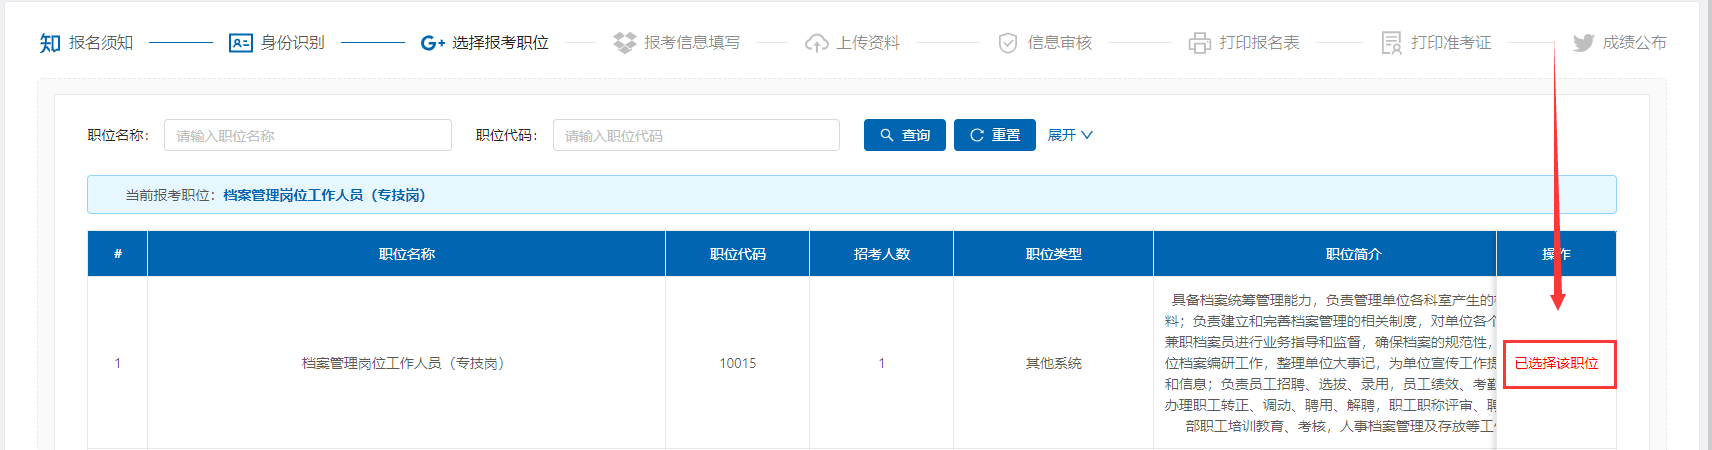 知 报名须知 身份识别 G+ 选择报考职位 报考信息填写 上传资料 信息审核 打印报名表 打印准考证 成绩公布
职位名称： 请输入职位名称 职位代码： 请输入职位代码 查询 重置 展开
当前报考职位：档案管理岗位工作人员（专技岗）
# 职位名称 职位代码 招考人数 职位类型 职位简介 操作
1 档案管理岗位工作人员（专技岗） 10015 1 其他系统
具备档案统筹管理能力，负责管理单位各科室产生的
料；负责建立和完善档案管理的相关制度，对单位各个
兼职档案员进行业务指导和监督，确保档案的规范性，
位档案编研工作，整理单位大事记，为单位宣传工作提
和信息；负责员工招聘、选拔、录用，员工绩效、考勤
办理职工转正、调动、聘用、解聘，职工职称评审、聘
部职工培训教育、考核，人事档案管理及存放等工
已选择该职位